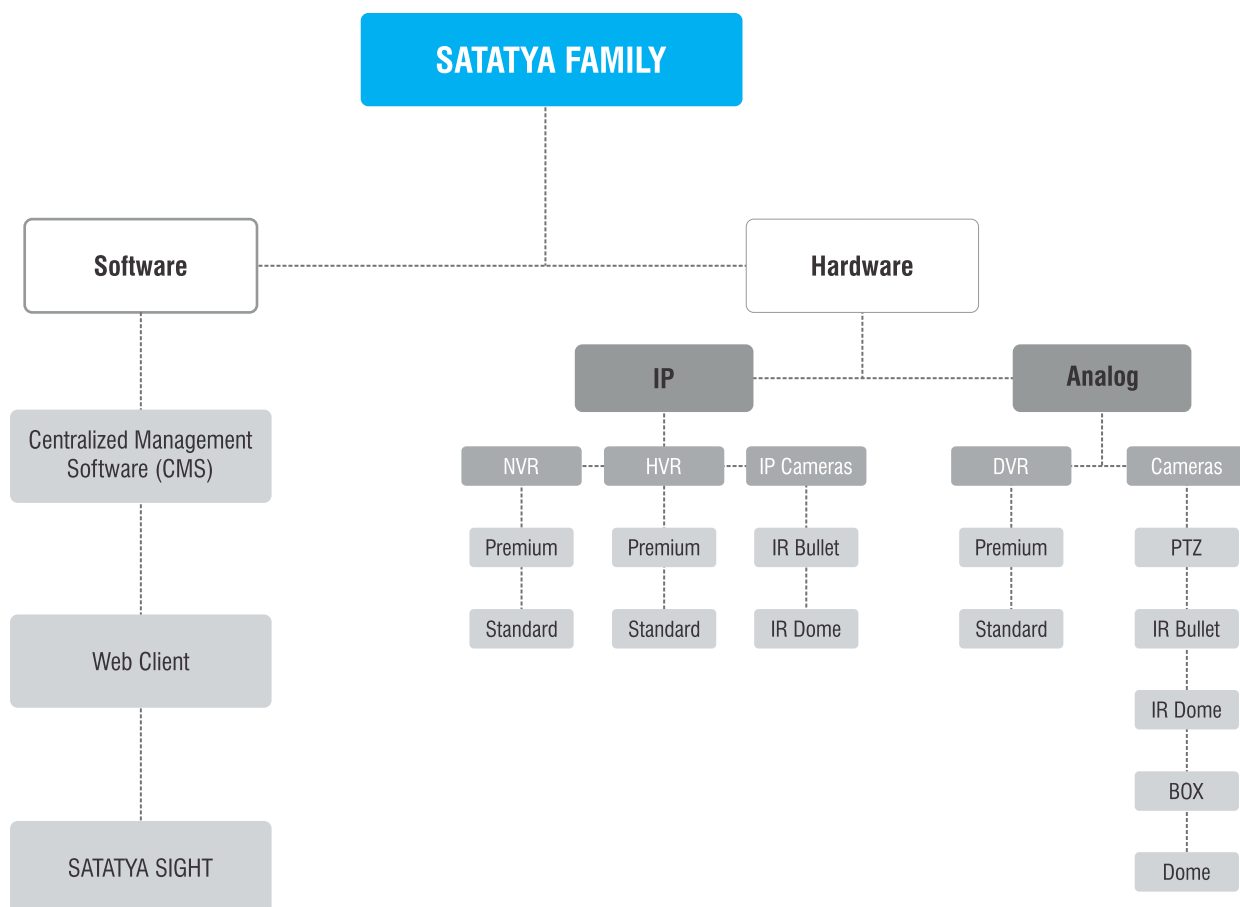 SATATYA FAMILY
Software
Hardware
IP
Analog
Centralized Management
Software (CMS)
NVR
HVR
IP Cameras
DVR
Cameras
Premium
Premium
IR Bullet
Premium
PTZ
Standard
Standard
IR Dome
Standard
IR Bullet
Web Client
IR Dome
BOX
SATATYA SIGHT
Dome